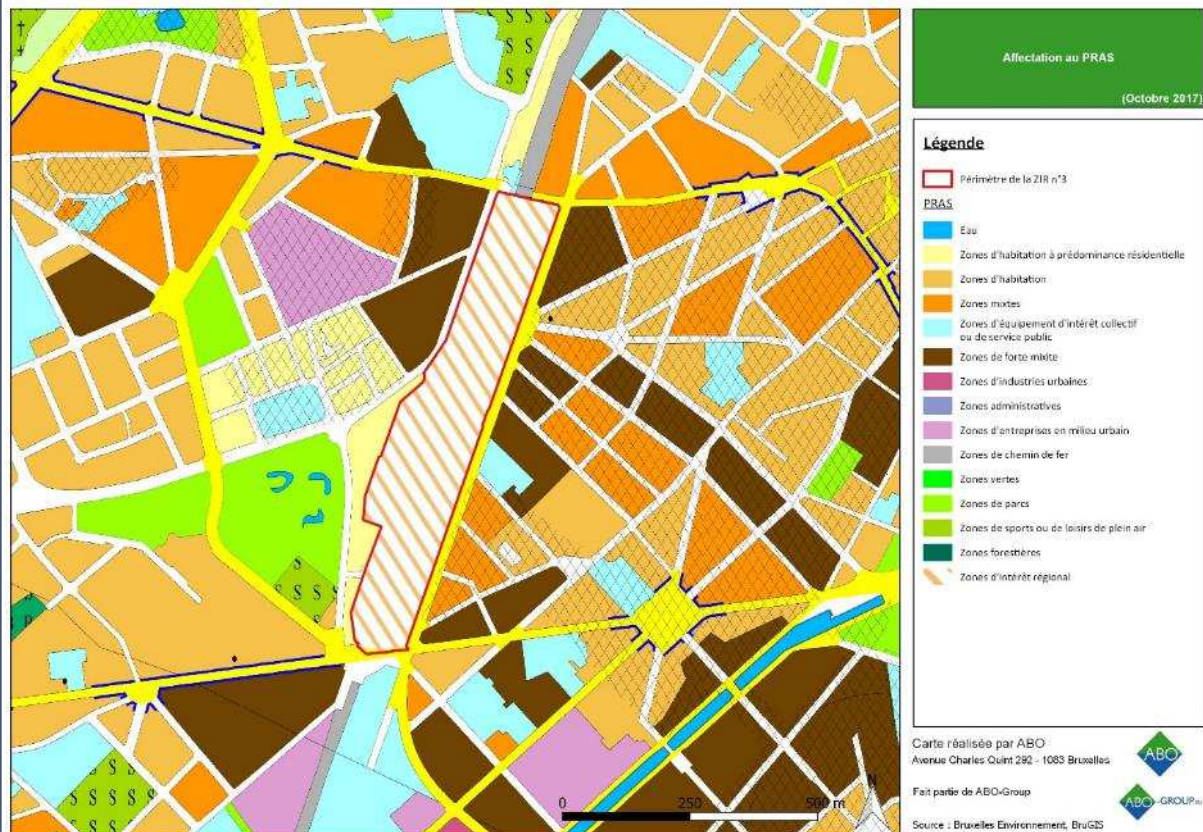 Affectation au PRAS
(Octobre 2017)
Légende
Périmètre de la ZIR n°3
PRAS
Eau
Zones d'habitation à prédominance résidentielle
Zones d'habitation
Zones mixtes
Zones d'équipement d'intérêt collectif
ou de service public
Zones de forte mixité
Zones d'industries urbaines
Zones administratives
Zones d'entreprises en milieu urbain
Zones de chemin de fer
Zones vertes
Zones de parcs
Zones de sports ou de loisirs de plein air
Zones forestières
Zones d'intérêt régional
S S
S S
S S
S S
S
S S S
S S S
S S
S S
S S S S
S S S S
P
N
0 250 500 m
Carte réalisée par ABO
Avenue Charles Quint 292 - 1083 Bruxelles
ABO
Fait partie de ABO-Group
ABO-GROUP
Source : Bruxelles Environnement, BruGIS